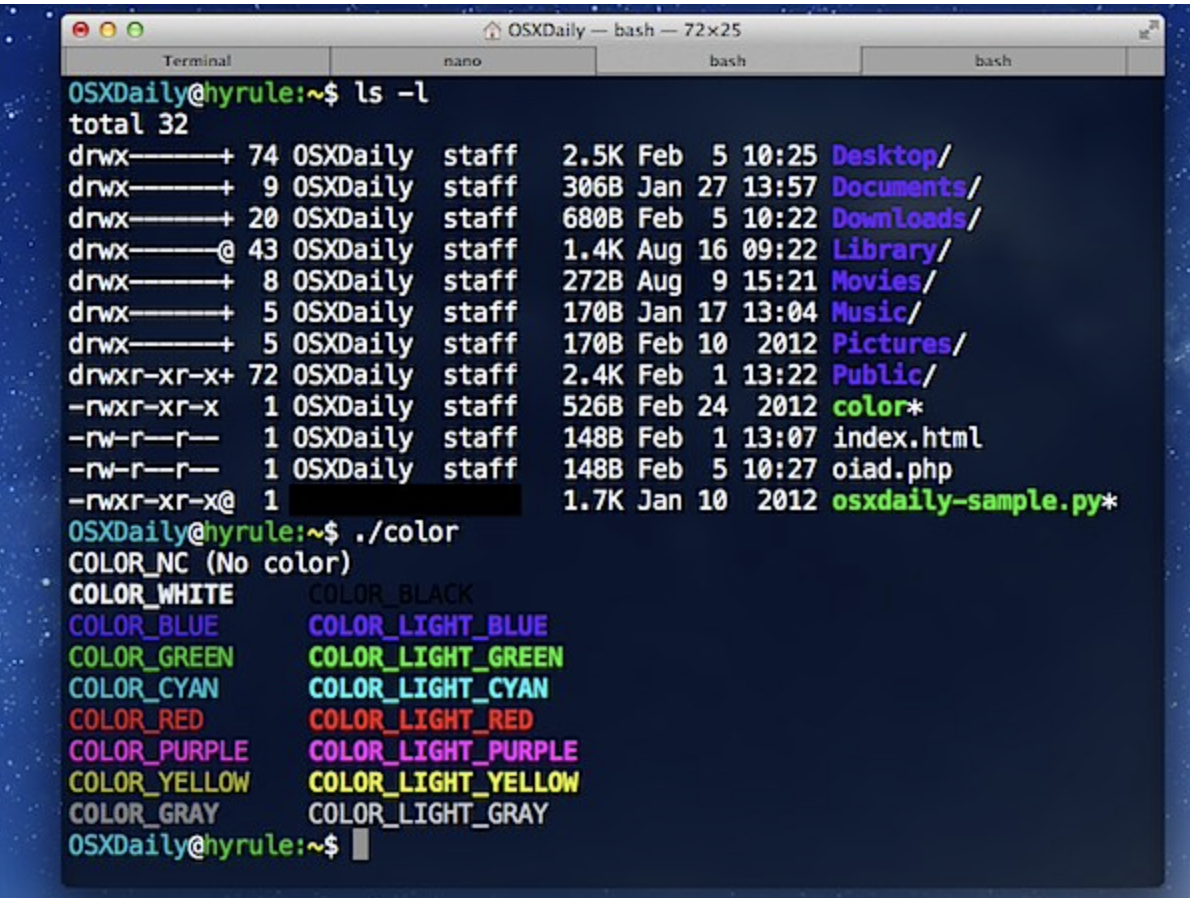 OSXDaily — bash — 72×25
Terminal nano bash bash
OSXDaily@hyrule:~$ ls -l
total 32
drwx------+ 74 OSXDaily  staff   2.5K Feb  5 10:25 Desktop/
drwx------+  9 OSXDaily  staff   306B Jan 27 13:57 Documents/
drwx------+ 20 OSXDaily  staff   680B Feb  5 10:22 Downloads/
drwx------@ 43 OSXDaily  staff   1.4K Aug 16 09:22 Library/
drwx------+  8 OSXDaily  staff   272B Aug  9 15:21 Movies/
drwx------+  5 OSXDaily  staff   170B Jan 17 13:04 Music/
drwx------+  5 OSXDaily  staff   170B Feb 10  2012 Pictures/
drwxr-xr-x+ 72 OSXDaily  staff   2.4K Feb  1 13:22 Public/
-rwxr-xr-x   1 OSXDaily  staff   526B Feb 24  2012 color*
-rw-r--r--   1 OSXDaily  staff   148B Feb  1 13:07 index.html
-rw-r--r--   1 OSXDaily  staff   148B Feb  5 10:27 oiad.php
-rwxr-xr-x@  1                   1.7K Jan 10  2012 osxdaily-sample.py*
OSXDaily@hyrule:~$ ./color
COLOR_NC (No color)
COLOR_WHITE     COLOR_BLACK
COLOR_BLUE      COLOR_LIGHT_BLUE
COLOR_GREEN     COLOR_LIGHT_GREEN
COLOR_CYAN      COLOR_LIGHT_CYAN
COLOR_RED       COLOR_LIGHT_RED
COLOR_PURPLE    COLOR_LIGHT_PURPLE
COLOR_YELLOW    COLOR_LIGHT_YELLOW
COLOR_GRAY      COLOR_LIGHT_GRAY
OSXDaily@hyrule:~$